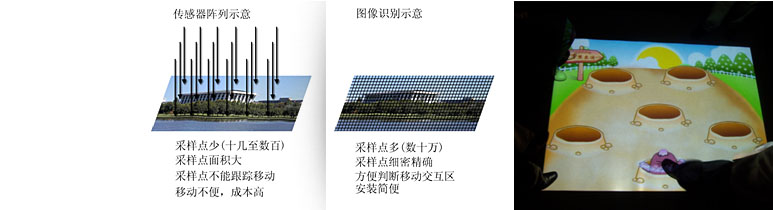 传感器阵列示意
采样点少(十几至数百)
采样点面积大
采样点不能跟踪移动
移动不便，成本高
图像识别示意
采样点多(数十万)
采样点细密精确
方便判断移动交互区
安装简便